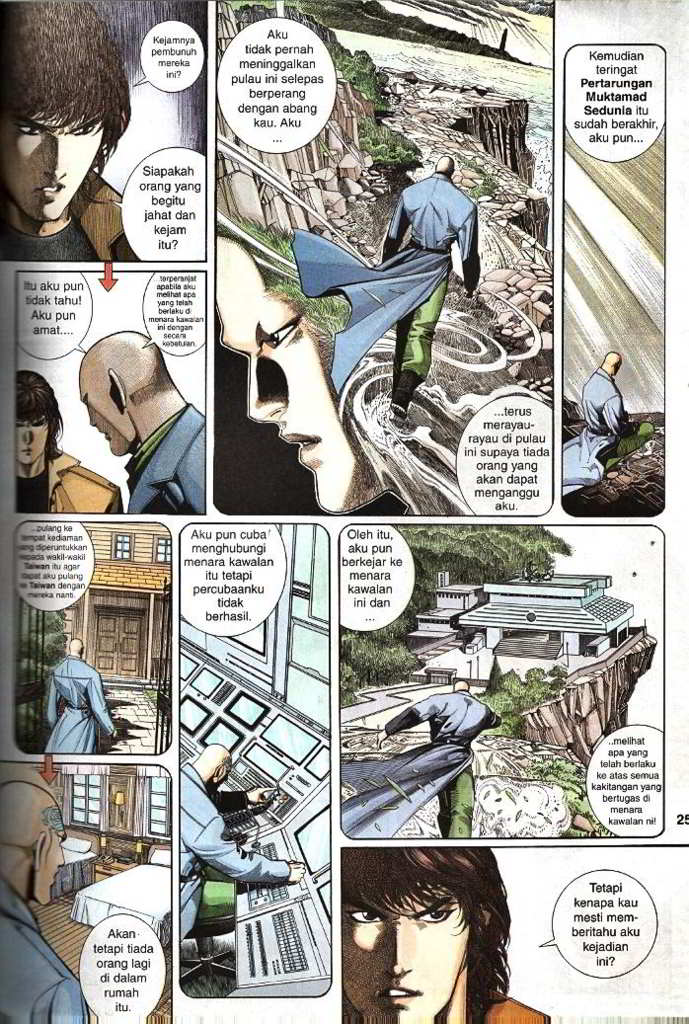 Kejamnya
pembunuh
mereka
ini?
Siapakah
orang yang
begitu
jahat dan
kejam
itu?
Aku
tidak pernah
meninggalkan
pulau ini selepas
berperang
dengan abang
kau. Aku
...
...terus
merayau-
rayau di pulau
ini supaya tiada
orang yang
akan dapat
menganggu
aku.
Kemudian
teringat
Pertarungan
Muktamad
Sedunia itu
sudah berakhir,
aku pun...
Itu aku pun
tidak tahu!
Aku pun
amat....
terperanjat
apabila aku
melihat apa
yang telah
berlaku di
menara kawalan
ini dengan
secara
kebetulan.
...pulang ke
tempat kediaman
yang diperuntukkan
kepada wakil-wakil
Taiwan itu agar
dapat aku pulang
ke Taiwan dengan
mereka nanti.
Akan
tetapi tiada
orang lagi
di dalam
rumah
itu.
Aku pun cuba
menghubungi
menara kawalan
itu tetapi
percubaanku
tidak
berhasil.
Oleh itu,
aku pun
berkejar ke
menara
kawalan
ini dan
...
..melihat
apa yang
telah berlaku
ke atas semua
kakitangan yang
bertugas di
menara
kawalan ni!
Tetapi
kenapa kau
mesti mem-
beritahu aku
kejadian
ini?